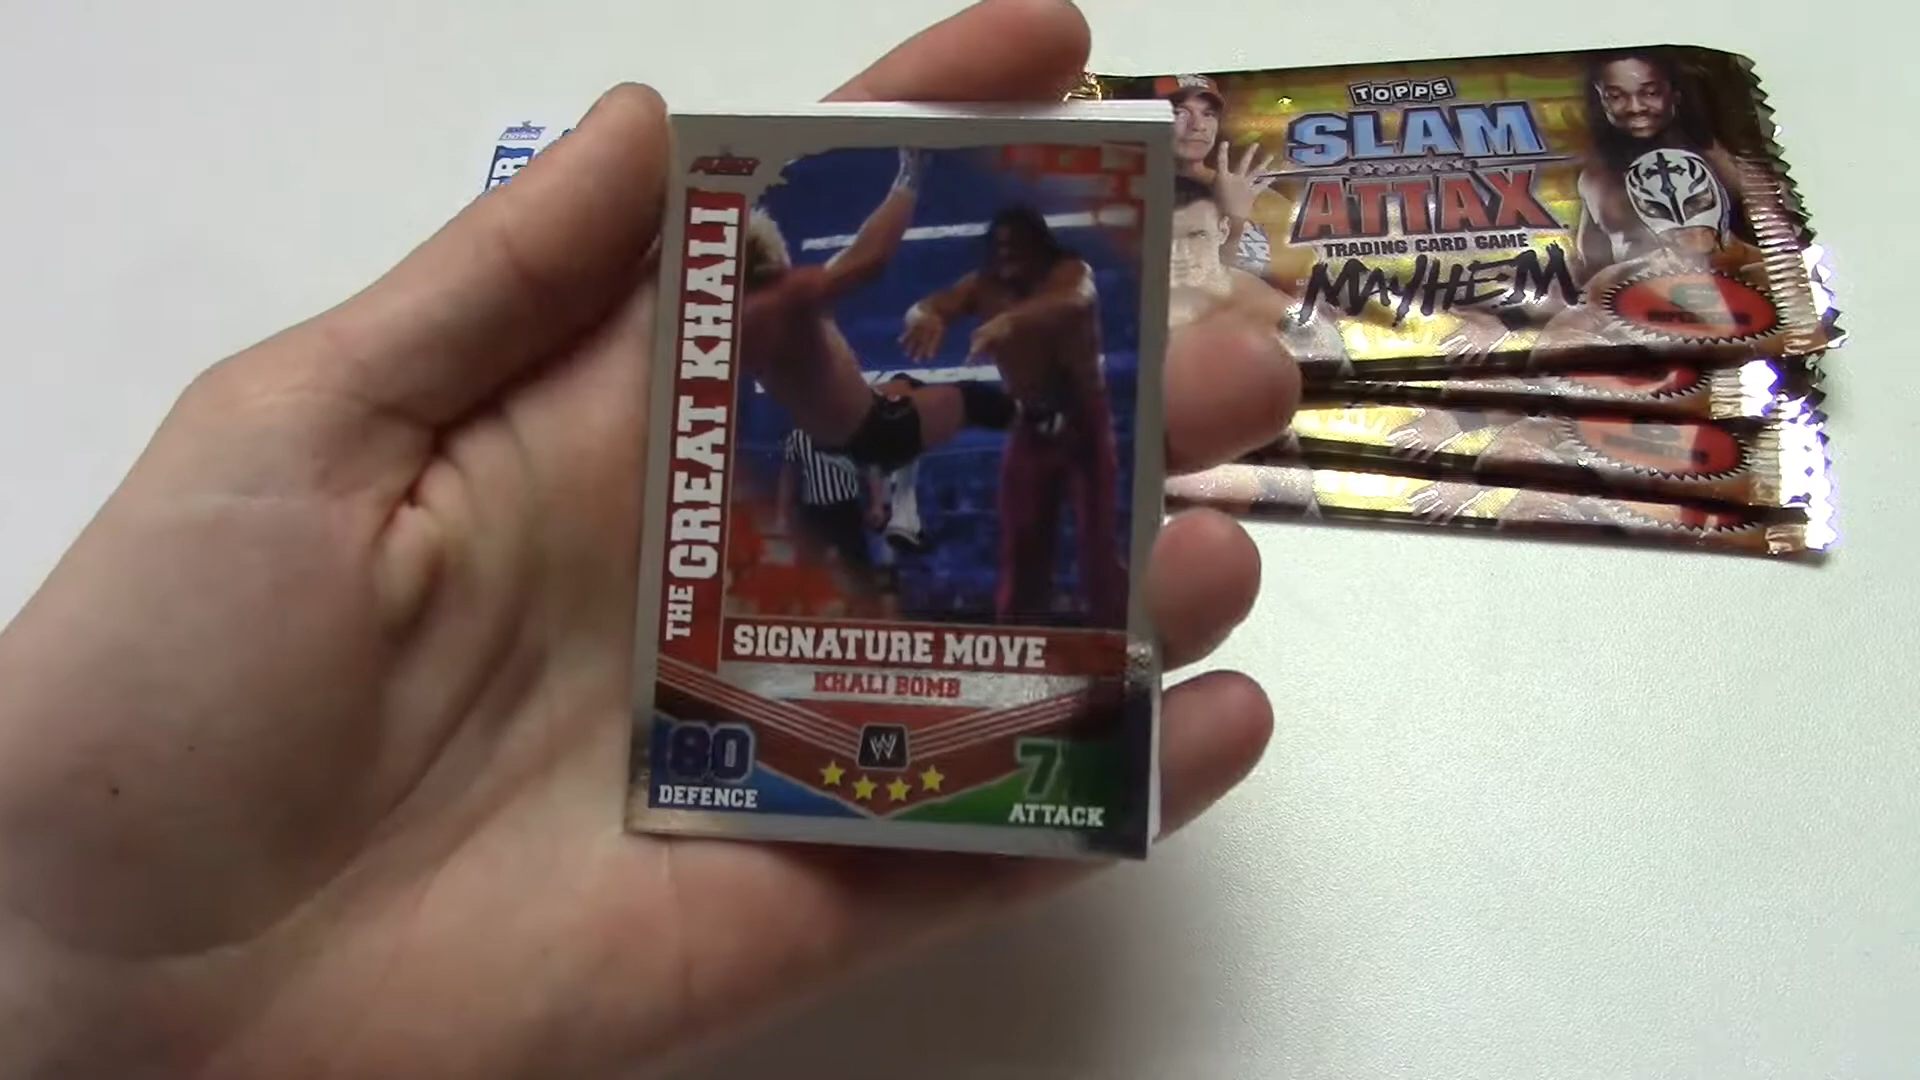 THE GREAT KHALI
SIGNATURE MOVE
KHALI BOMB
80
DEFENCE
W
ATTACK
TOPPS
SLAM
ATTAX
TRADING CARD GAME
MAYHEM